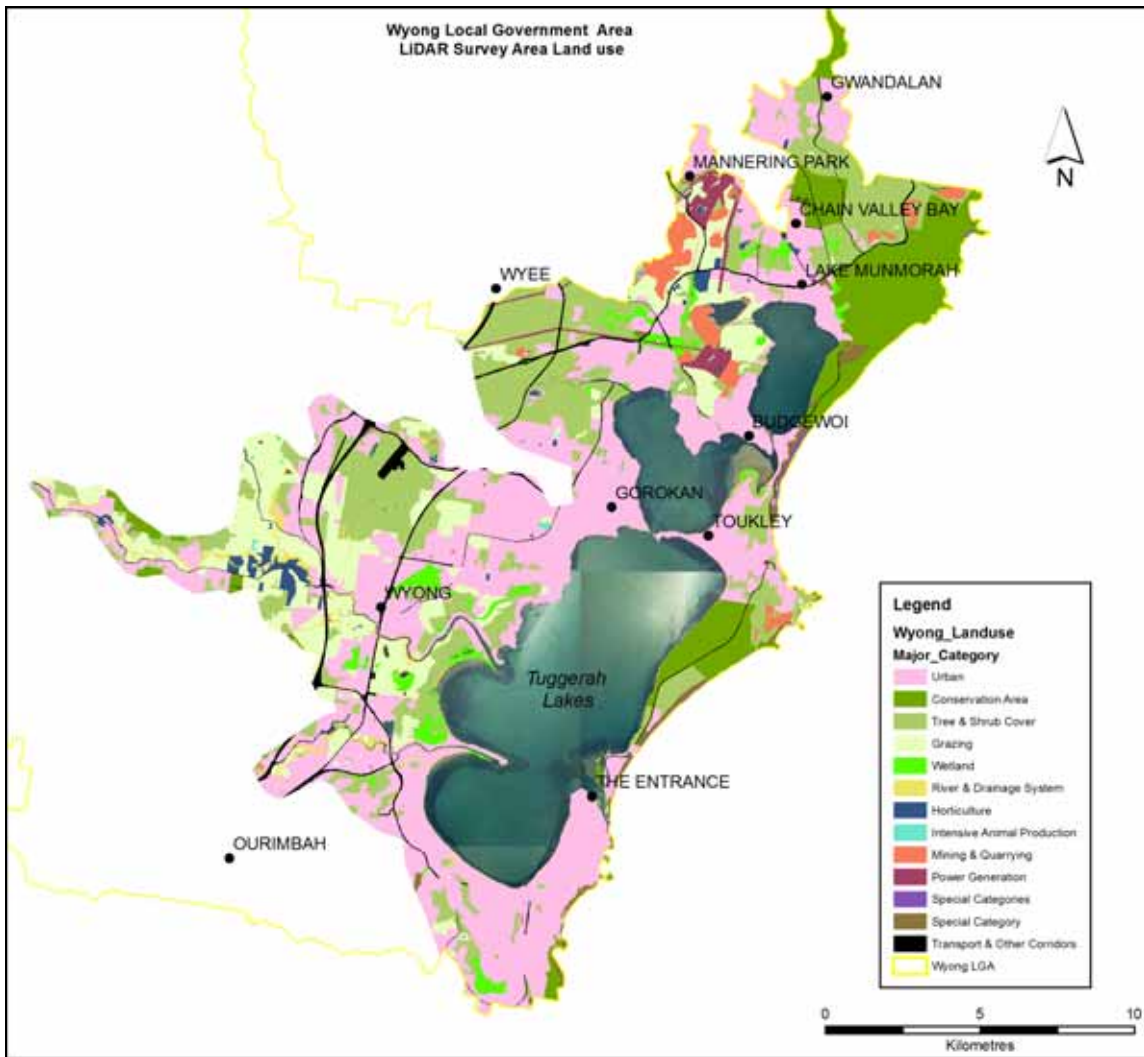 Wyong Local Government Area
LiDAR Survey Area Land use
GWANDALAN
N
MANNERING PARK
CHAIN VALLEY BAY
LAKE MUNMORAH
WYEE
BUDGEWOI
GOROKAN
TOUKLEY
WYONG
Tuggerah
Lakes
THE ENTRANCE
OURIMBAH
Legend
Wyong_Landuse
Major_Category
Urban
Conservation Area
Tree & Shrub Cover
Grazing
Wetland
River & Drainage System
Horticulture
Intensive Animal Production
Mining & Quarrying
Power Generation
Special Categories
Special Category
Transport & Other Corridors
Wyong LGA
0 5 10
Kilometres